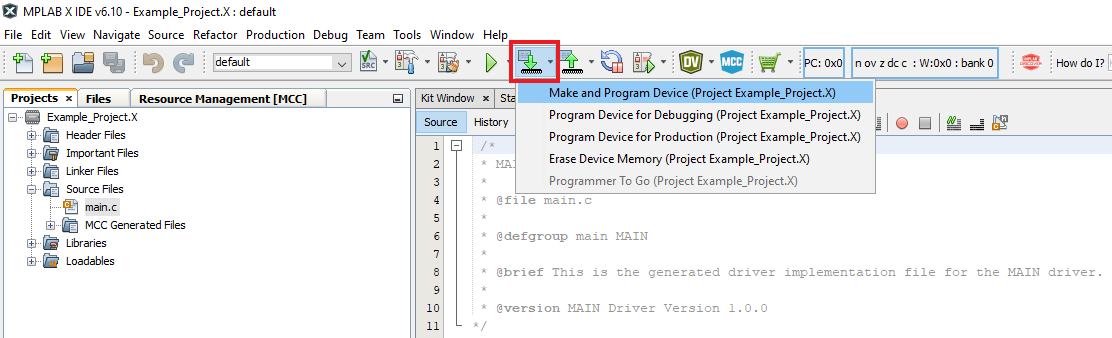 MPLAB X IDE v6.10 - Example_Project.X : default
File Edit View Navigate Source Refactor Production Debug Team Tools Window Help
default
SRC
DV
MCC
PC: 0x0
n ov z dc c : W:0x0 : bank 0
How do I?
Projects x Files Resource Management [MCC]
Kit Window x
Source History
Make and Program Device (Project Example_Project.X)
Program Device for Debugging (Project Example_Project.X)
Program Device for Production (Project Example_Project.X)
Erase Device Memory (Project Example_Project.X)
Programmer To Go (Project Example_Project.X)
Example_Project.X
Header Files
Important Files
Linker Files
Source Files
main.c
MCC Generated Files
Libraries
Loadables
1 /*
2 * MA
3 *
4 * @file main.c
5 *
6 * @defgroup main MAIN
7 *
8 * @brief This is the generated driver implementation file for the MAIN driver.
9 *
10 * @version MAIN Driver Version 1.0.0
11 */